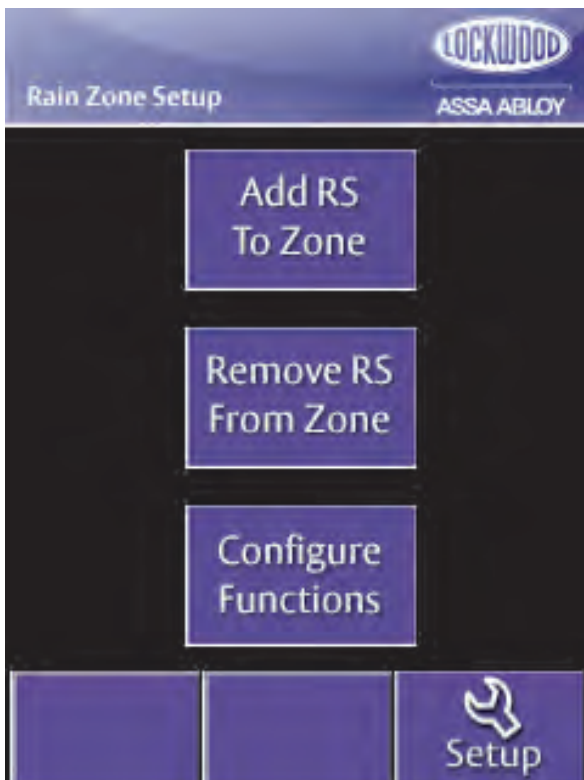 LOCKWOOD
Rain Zone Setup
ASSA ABLOY
Add RS
To Zone
Remove RS
From Zone
Configure
Functions
Setup